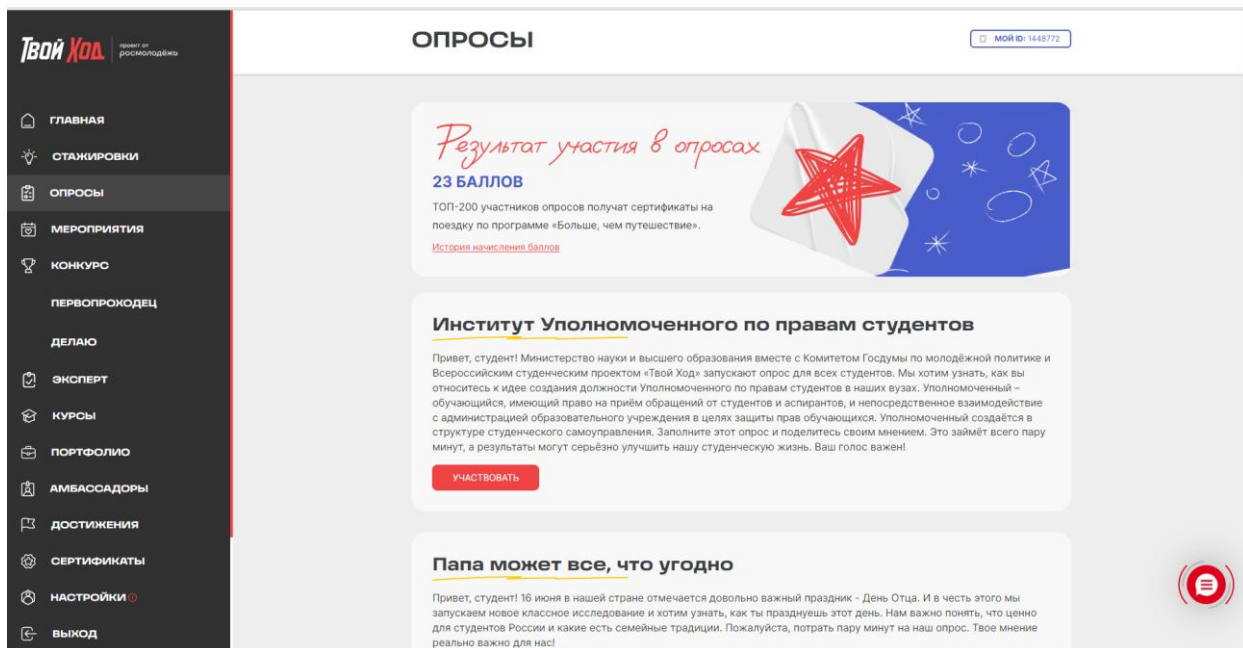 ТВОЙ ХОД
проект от
росмолодёжь
ГЛАВНАЯ
СТАЖИРОВКИ
ОПРОСЫ
МЕРОПРИЯТИЯ
КОНКУРС
ПЕРВОПРОХОДЕЦ
ДЕЛАЮ
ЭКСПЕРТ
КУРСЫ
ПОРТФОЛИО
АМБАССАДОРЫ
ДОСТИЖЕНИЯ
СЕРТИФИКАТЫ
НАСТРОЙКИ
ВЫХОД
ОПРОСЫ
МОЙ ID: 1448772
Результат участия в опросах
23 БАЛЛОВ
ТОП-200 участников опросов получат сертификаты на
поездку по программе «Больше, чем путешествие».
История начисления баллов
Институт Уполномоченного по правам студентов
Привет, студент! Министерство науки и высшего образования вместе с Комитетом Госдумы по молодёжной политике и
Всероссийским студенческим проектом «Твой Ход» запускают опрос для всех студентов. Мы хотим узнать, как вы
относитесь к идее создания должности Уполномоченного по правам студентов в наших вузах. Уполномоченный –
обучающийся, имеющий право на приём обращений от студентов и аспирантов, и непосредственное взаимодействие
с администрацией образовательного учреждения в целях защиты прав обучающихся. Уполномоченный создаётся в
структуре студенческого самоуправления. Заполните этот опрос и поделитесь своим мнением. Это займёт всего пару
минут, а результаты могут серьёзно улучшить нашу студенческую жизнь. Ваш голос важен!
УЧАСТВОВАТЬ
Папа может все, что угодно
Привет, студент! 16 июня в нашей стране отмечается довольно важный праздник - День Отца. И в честь этого мы
запускаем новое классное исследование и хотим узнать, как ты празднуешь этот день. Нам важно понять, что ценно
для студентов России и какие есть семейные традиции. Пожалуйста, потрать пару минут на наш опрос. Твое мнение
реально важно для нас!